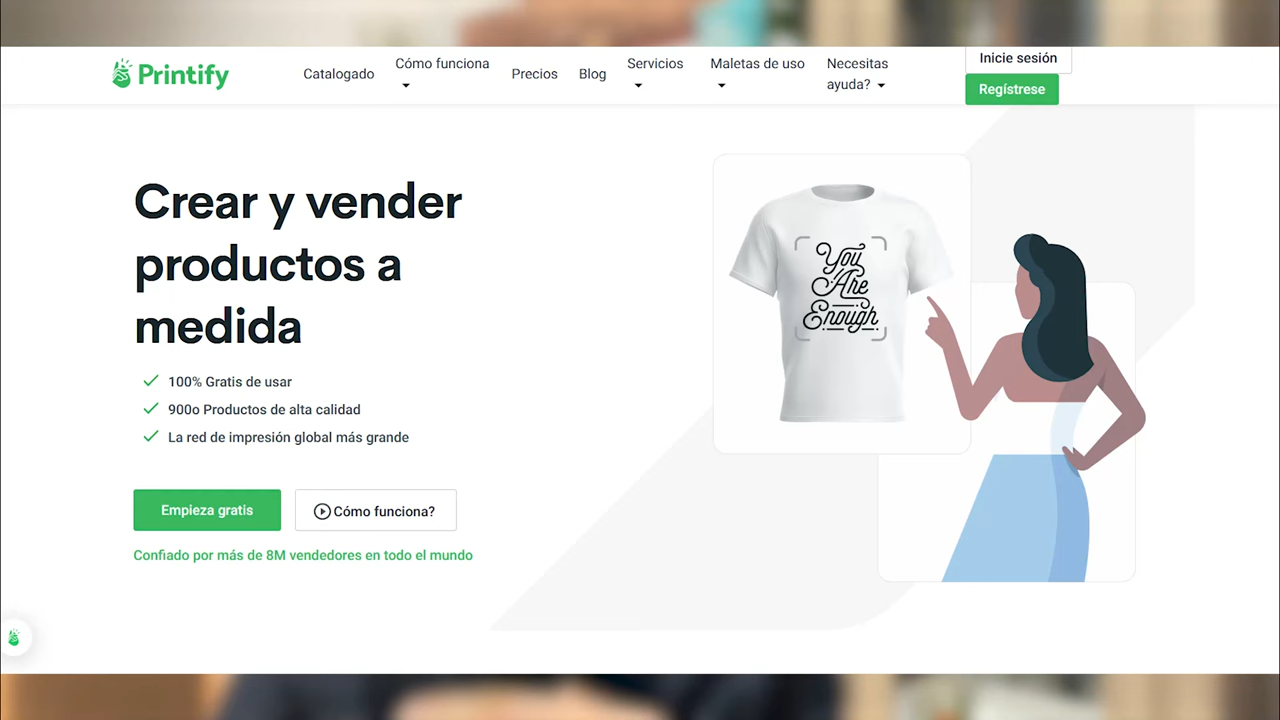 Printify
Catalogado
Cómo funciona
Precios
Blog
Servicios
Maletas de uso
Necesitas
ayuda?
Inicie sesión
Regístrese
Crear y vender
productos a
medida
100% Gratis de usar
900o Productos de alta calidad
La red de impresión global más grande
Empieza gratis
Cómo funciona?
Confiado por más de 8M vendedores en todo el mundo
You
Are
Enough